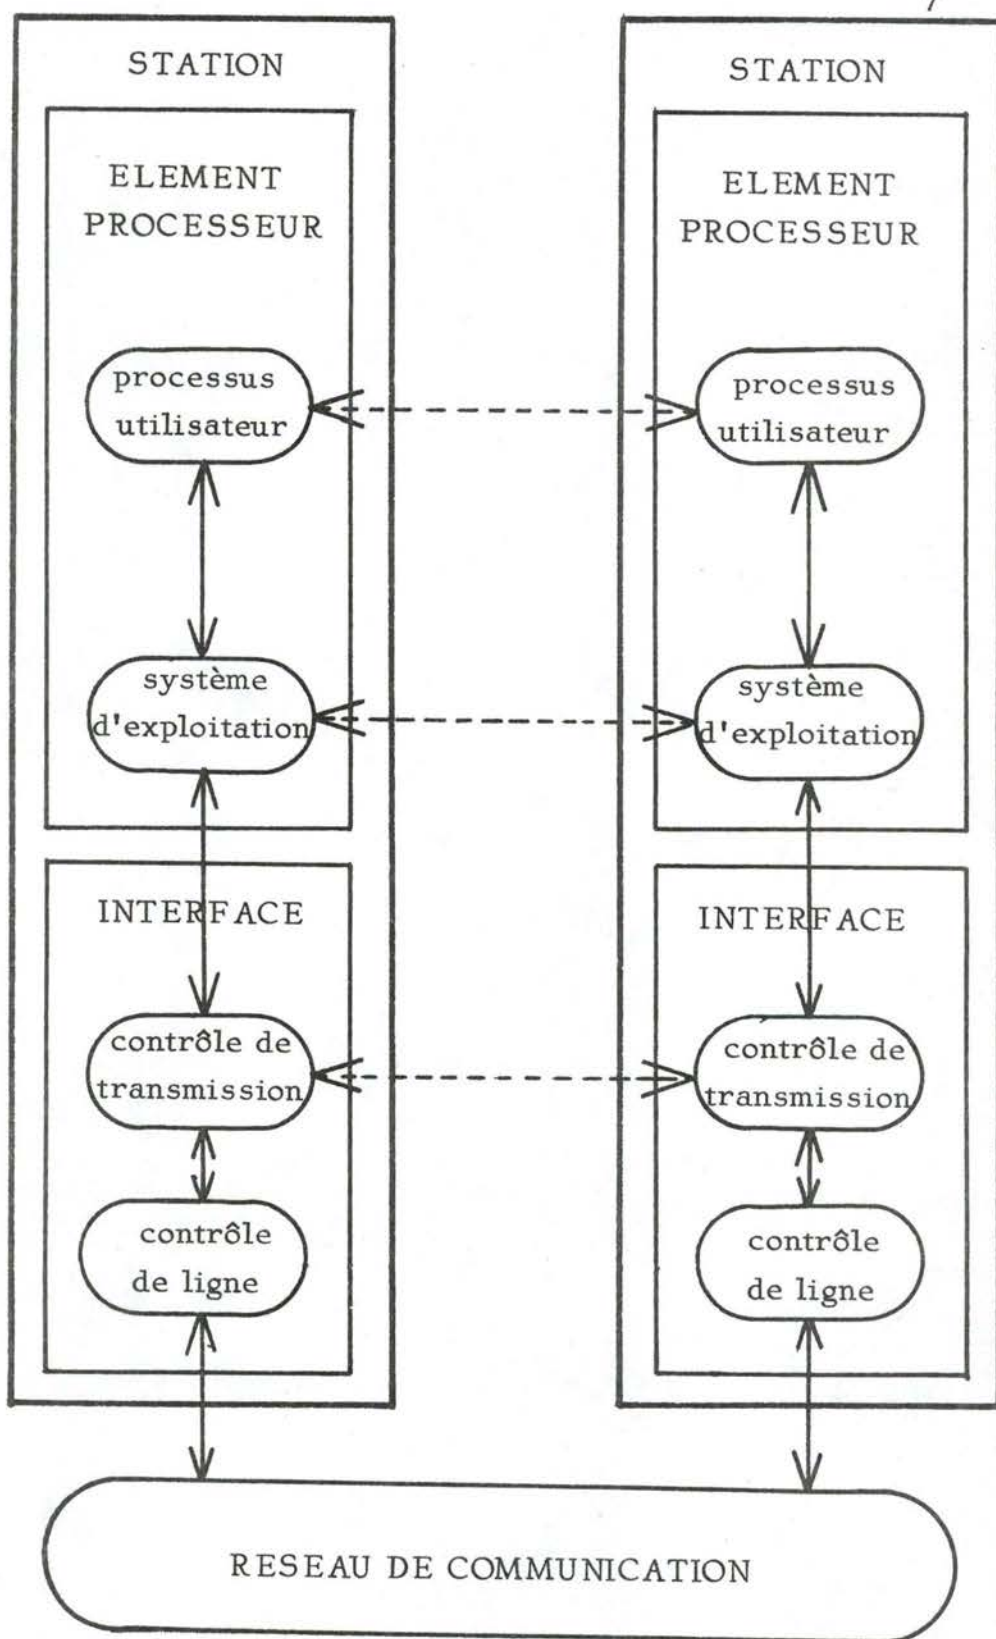 STATION
ELEMENT
PROCESSEUR
processus
utilisateur
système
d'exploitation
INTERFACE
contrôle de
transmission
contrôle
de ligne
STATION
ELEMENT
PROCESSEUR
processus
utilisateur
système
d'exploitation
INTERFACE
contrôle de
transmission
contrôle
de ligne
RESEAU DE COMMUNICATION